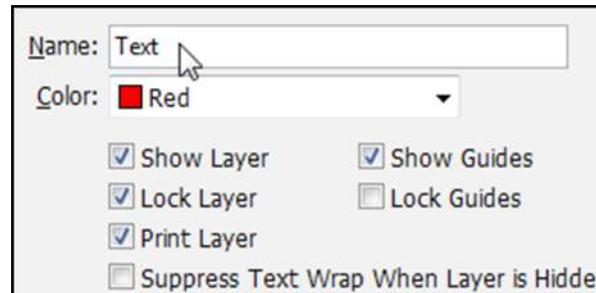 Name: Text
Color: Red
Show Layer Show Guides
Lock Layer Lock Guides
Print Layer
Suppress Text Wrap When Layer is Hidde